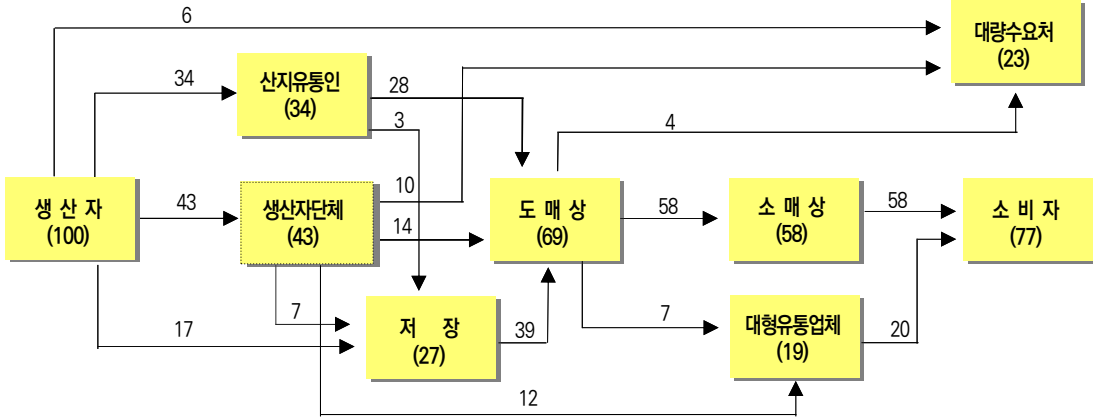 6
대량수요처
(23)
34
산지유통인
(34)
28
3
4
생 산 자
(100)
43
생산자단체
(43)
10
14
도 매 상
(69)
58
소 매 상
(58)
58
소 비 자
(77)
17
7
저 장
(27)
39
7
대형유통업체
(19)
20
12